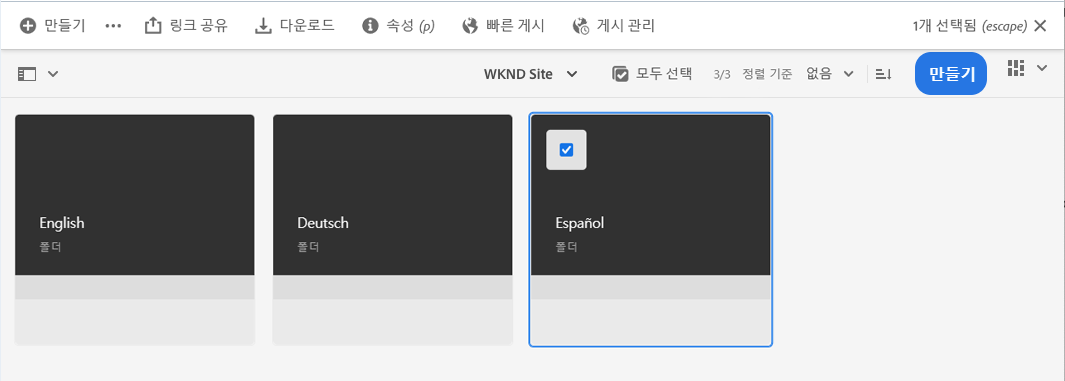 만들기 ••• 링크 공유 다운로드 속성 (p) 빠른 게시 게시 관리 1개 선택됨 (escape)
WKND Site 모두 선택 3/3 정렬 기준 없음 만들기
English
폴더
Deutsch
폴더
Español
폴더